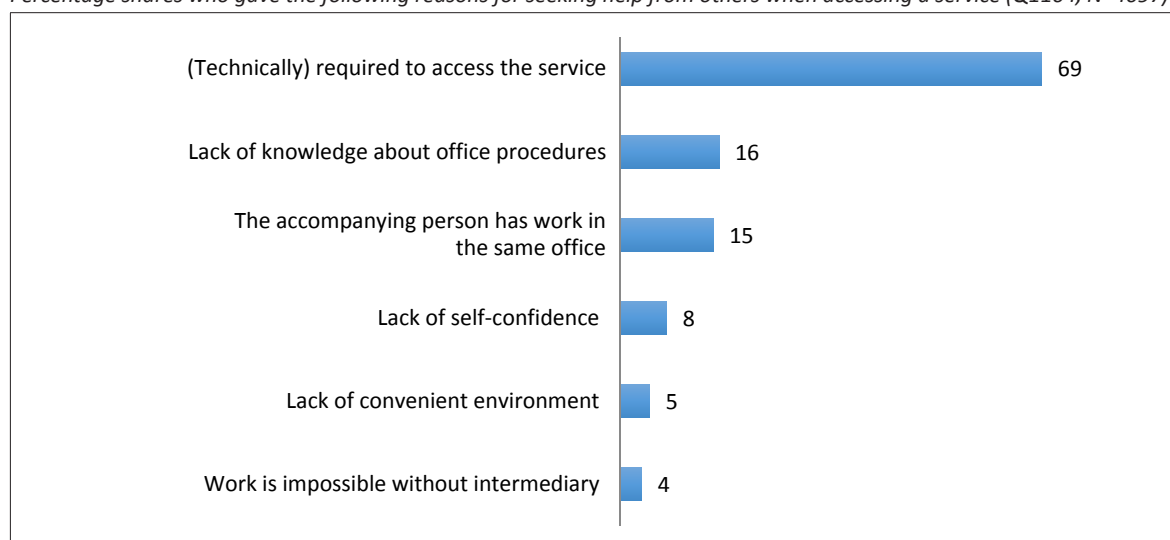 Percentage shares who gave the following reasons for seeking help from others when accessing a service
(Technically) required to access the service 69
Lack of knowledge about office procedures 16
The accompanying person has work in
the same office 15
Lack of self-confidence 8
Lack of convenient environment 5
Work is impossible without intermediary 4